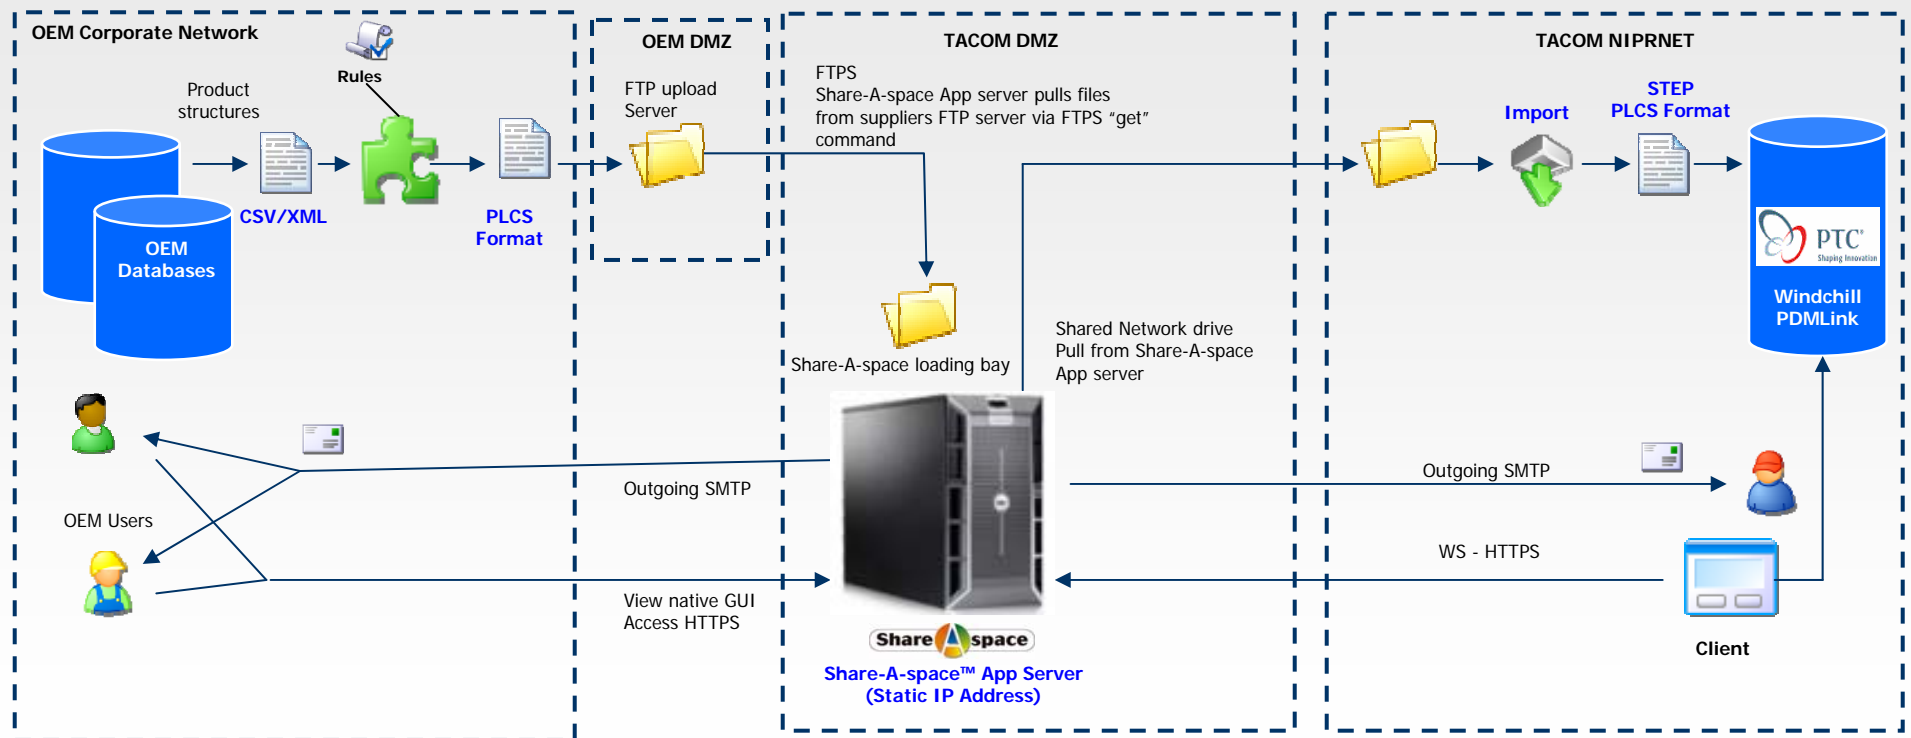 OEM Corporate Network
Rules
Product
structures
CSV/XML
PLCS
Format
OEM
Databases
OEM Users
OEM DMZ
FTP upload
Server
TACOM DMZ
FTPS
Share-A-space App server pulls files
from suppliers FTP server via FTPS “get”
command
Share-A-space loading bay
Shared Network drive
Pull from Share-A-space
App server
Outgoing SMTP
View native GUI
Access HTTPS
Share A space
Share-A-space™ App Server
(Static IP Address)
TACOM NIPRNET
Import
STEP
PLCS Format
PTC®
Shaping Innovation
Windchill
PDMLink
Outgoing SMTP
WS - HTTPS
Client